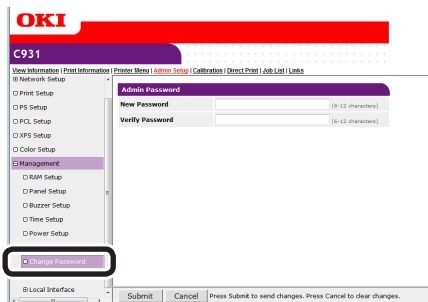 OKI
C931
View Information | Print Information | Printer Menu | Admin Setup | Calibration | Direct Print | Job List | Links
Network Setup
Print Setup
PS Setup
PCL Setup
XPS Setup
Color Setup
Management
RAM Setup
Panel Setup
Buzzer Setup
Time Setup
Power Setup
Change Password
Local Interface
Admin Password
New Password (6-12 characters)
Verify Password (6-12 characters)
Submit Cancel Press Submit to send changes. Press Cancel to clear changes.